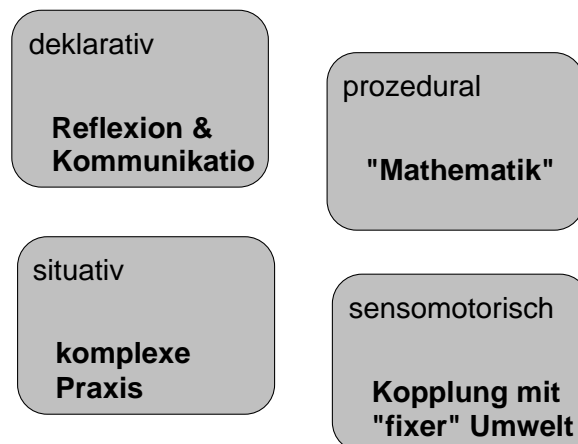 deklarativ
Reflexion &
Kommunikatio
prozedural
"Mathematik"
situativ
komplexe
Praxis
sensomotorisch
Kopplung mit
"fixer" Umwelt